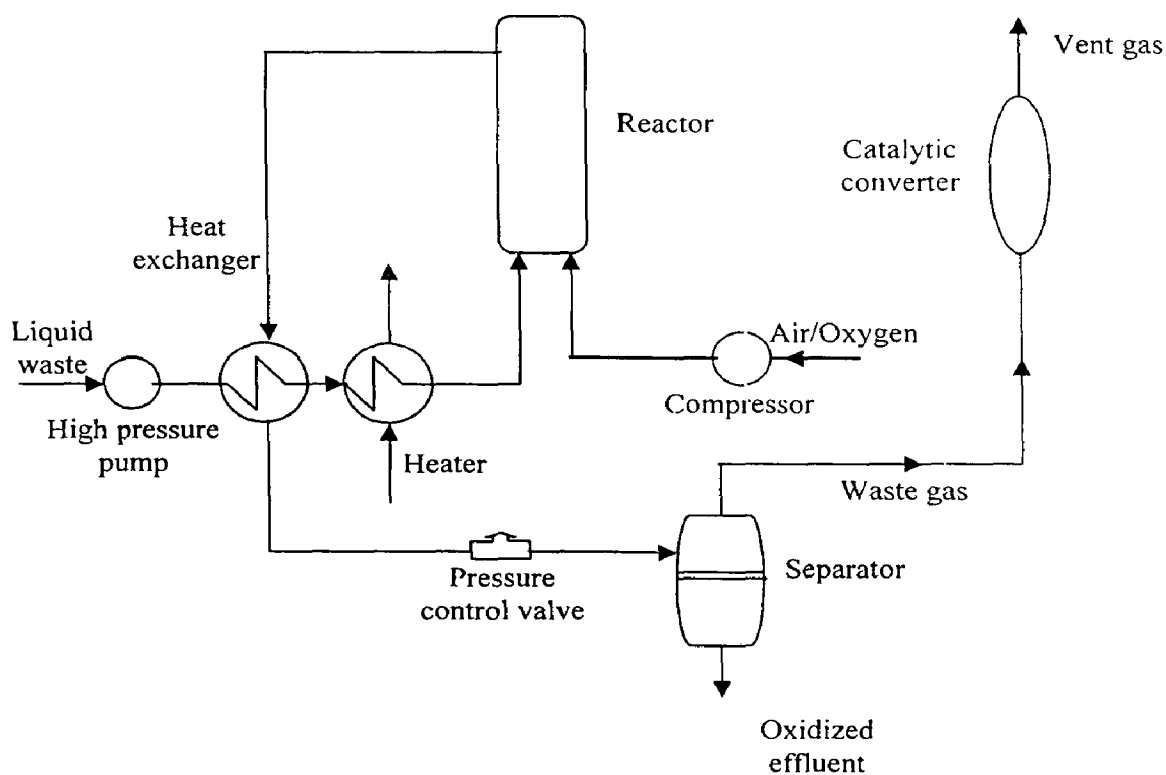 Vent gas
Reactor
Catalytic
converter
Heat
exchanger
Liquid
waste
Air/Oxygen
Compressor
High pressure
pump
Heater
Waste gas
Pressure
control valve
Separator
Oxidized
effluent